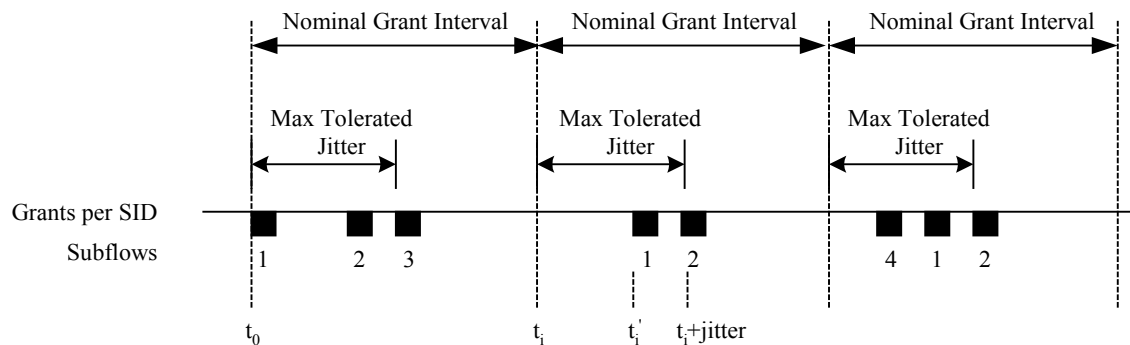 Nominal Grant Interval
Nominal Grant Interval
Nominal Grant Interval
Max Tolerated
Jitter
Max Tolerated
Jitter
Max Tolerated
Jitter
Grants per SID
Subflows
1
2
3
1
2
4
1
2
t0
ti
ti'
ti+jitter